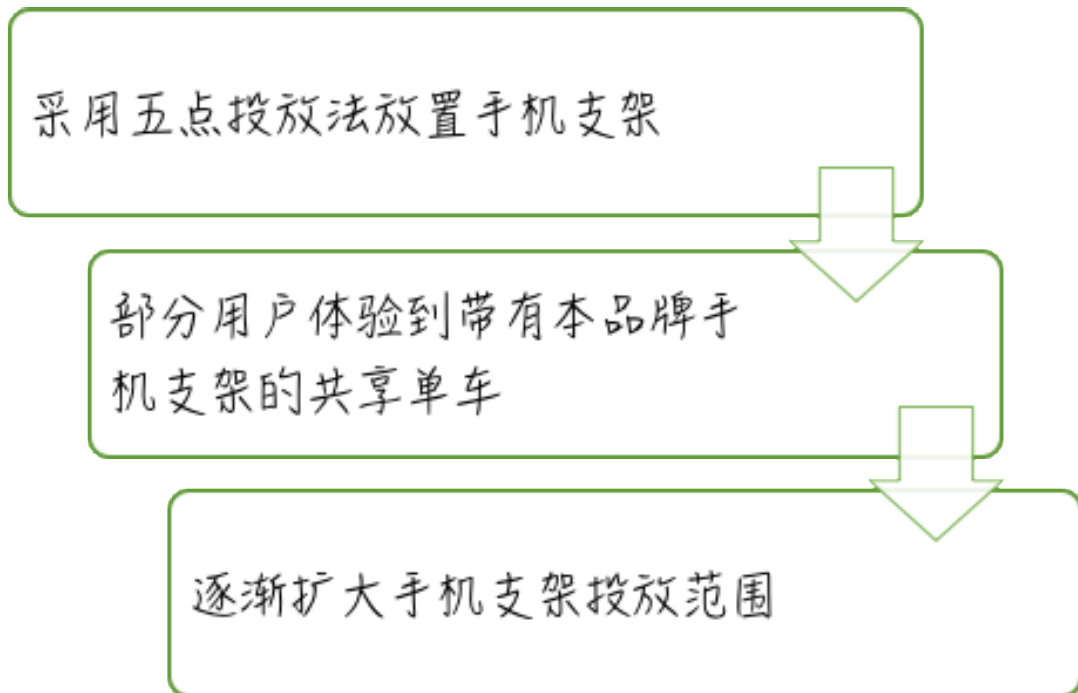 采用五点投放法放置手机支架
部分用户体验到带有本品牌手
机支架的共享单车
逐渐扩大手机支架投放范围